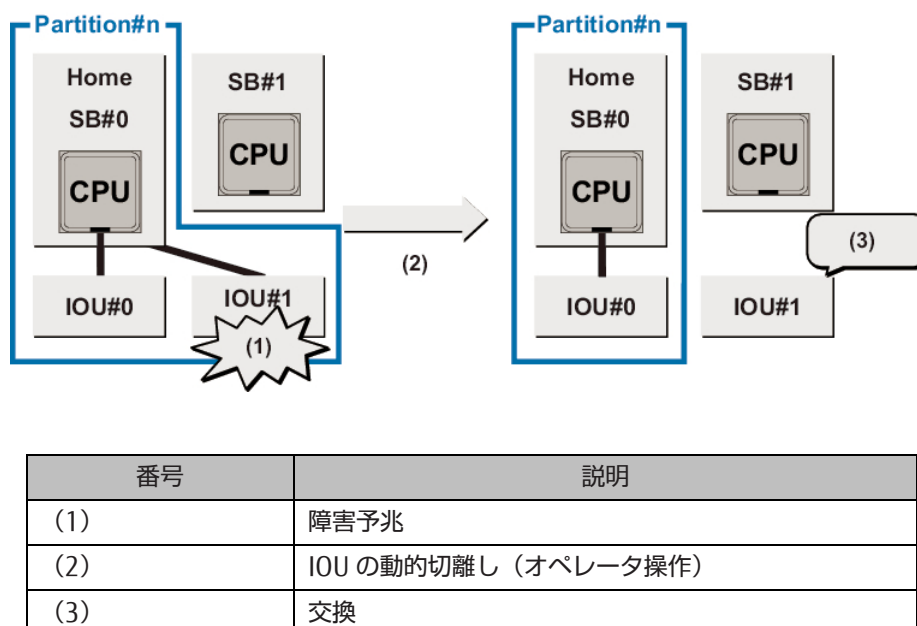 Partition#n
Home
SB#0
CPU
SB#1
CPU
IOU#0
IOU#1
(1)
(2)
Partition#n
Home
SB#0
CPU
SB#1
CPU
(3)
IOU#0
IOU#1
番号 説明
（1） 障害予兆
（2） IOU の動的切離し（オペレータ操作）
（3） 交換